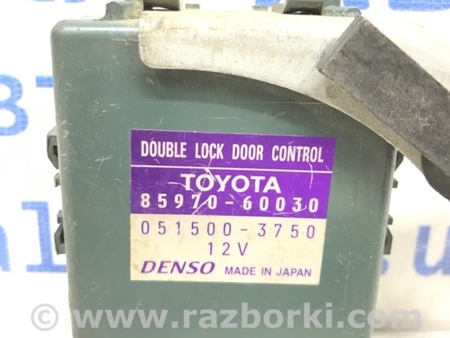 DOUBLE LOCK DOOR CONTROL
TOYOTA
85970-60030
051500-3750
12V
DENSO MADE IN JAPAN
© www.razborki.com